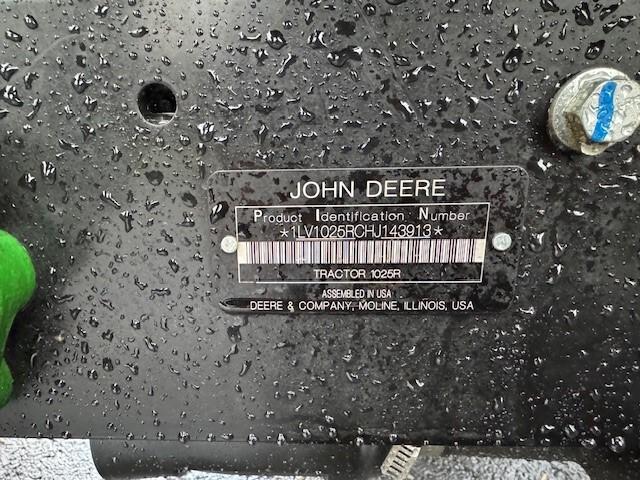 JOHN DEERE
Product Identification Number
*1LV1025RCHJ143913*
TRACTOR 1025R
ASSEMBLED IN USA
DEERE & COMPANY, MOLINE, ILLINOIS, USA